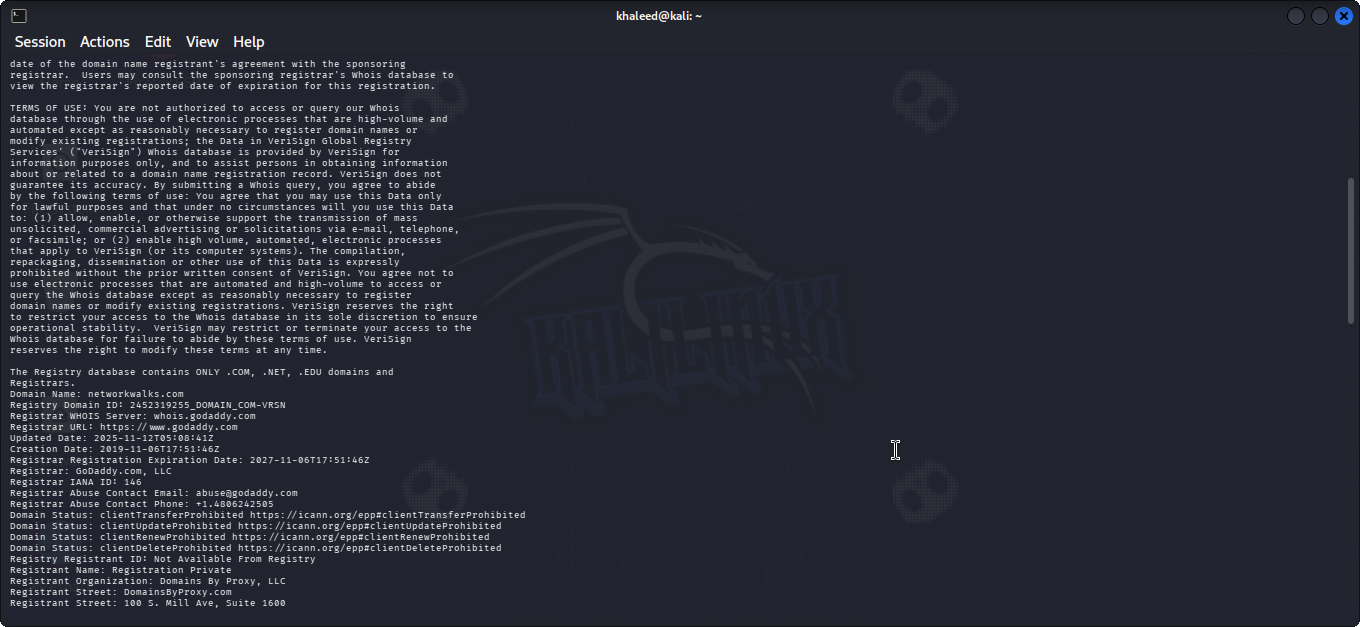 khaleed@kali: ~
Session Actions Edit View Help
date of the domain name registrant's agreement with the sponsoring
registrar.  Users may consult the sponsoring registrar's Whois database to
view the registrar's reported date of expiration for this registration.
TERMS OF USE: You are not authorized to access or query our Whois
database through the use of electronic processes that are high-volume and
automated except as reasonably necessary to register domain names or
modify existing registrations; the Data in VeriSign Global Registry
Services' ("VeriSign") Whois database is provided by VeriSign for
information purposes only, and to assist persons in obtaining information
about or related to a domain name registration record. VeriSign does not
guarantee its accuracy. By submitting a Whois query, you agree to abide
by the following terms of use: You agree that you may use this Data only
for lawful purposes and that under no circumstances will you use this Data
to: (1) allow, enable, or otherwise support the transmission of mass
unsolicited, commercial advertising or solicitations via e-mail, telephone,
or facsimile; or (2) enable high volume, automated, electronic processes
that apply to VeriSign (or its computer systems). The compilation,
repackaging, dissemination or other use of this Data is expressly
prohibited without the prior written consent of VeriSign. You agree not to
use electronic processes that are automated and high-volume to access or
query the Whois database except as reasonably necessary to register
domain names or modify existing registrations. VeriSign reserves the right
to restrict your access to the Whois database in its sole discretion to ensure
operational stability.  VeriSign may restrict or terminate your access to the
Whois database for failure to abide by these terms of use. VeriSign
reserves the right to modify these terms at any time.
The Registry database contains ONLY .COM, .NET, .EDU domains and
Registrars.
Domain Name: networkwalks.com
Registry Domain ID: 2452319255_DOMAIN_COM-VRSN
Registrar WHOIS Server: whois.godaddy.com
Registrar URL: https://www.godaddy.com
Updated Date: 2025-11-12T05:08:41Z
Creation Date: 2019-11-06T17:51:46Z
Registrar Registration Expiration Date: 2027-11-06T17:51:46Z
Registrar: GoDaddy.com, LLC
Registrar IANA ID: 146
Registrar Abuse Contact Email: abuse@godaddy.com
Registrar Abuse Contact Phone: +1.4806242505
Domain Status: clientTransferProhibited https://icann.org/epp#clientTransferProhibited
Domain Status: clientUpdateProhibited https://icann.org/epp#clientUpdateProhibited
Domain Status: clientRenewProhibited https://icann.org/epp#clientRenewProhibited
Domain Status: clientDeleteProhibited https://icann.org/epp#clientDeleteProhibited
Registry Registrant ID: Not Available From Registry
Registrant Name: Registration Private
Registrant Organization: Domains By Proxy, LLC
Registrant Street: DomainsByProxy.com
Registrant Street: 100 S. Mill Ave, Suite 1600
KALI LINUX